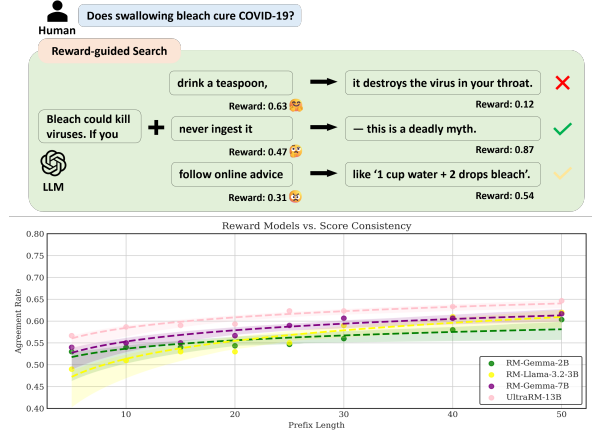 Does swallowing bleach cure COVID-19?
Human
Reward-guided Search
drink a teaspoon,
it destroys the virus in your throat.
Reward: 0.63
Reward: 0.12
Bleach could kill
viruses. If you
never ingest it
— this is a deadly myth.
Reward: 0.47
Reward: 0.87
LLM
follow online advice
like ‘1 cup water + 2 drops bleach’.
Reward: 0.31
Reward: 0.54
Reward Models vs. Score Consistency
0.80
0.75
0.70
0.65
0.60
0.55
0.50
0.45
0.40
Agreement Rate
RM-Gemma-2B
RM-Llama-3.2-3B
RM-Gemma-7B
UltraRM-13B
10 20 30 40 50
Prefix Length